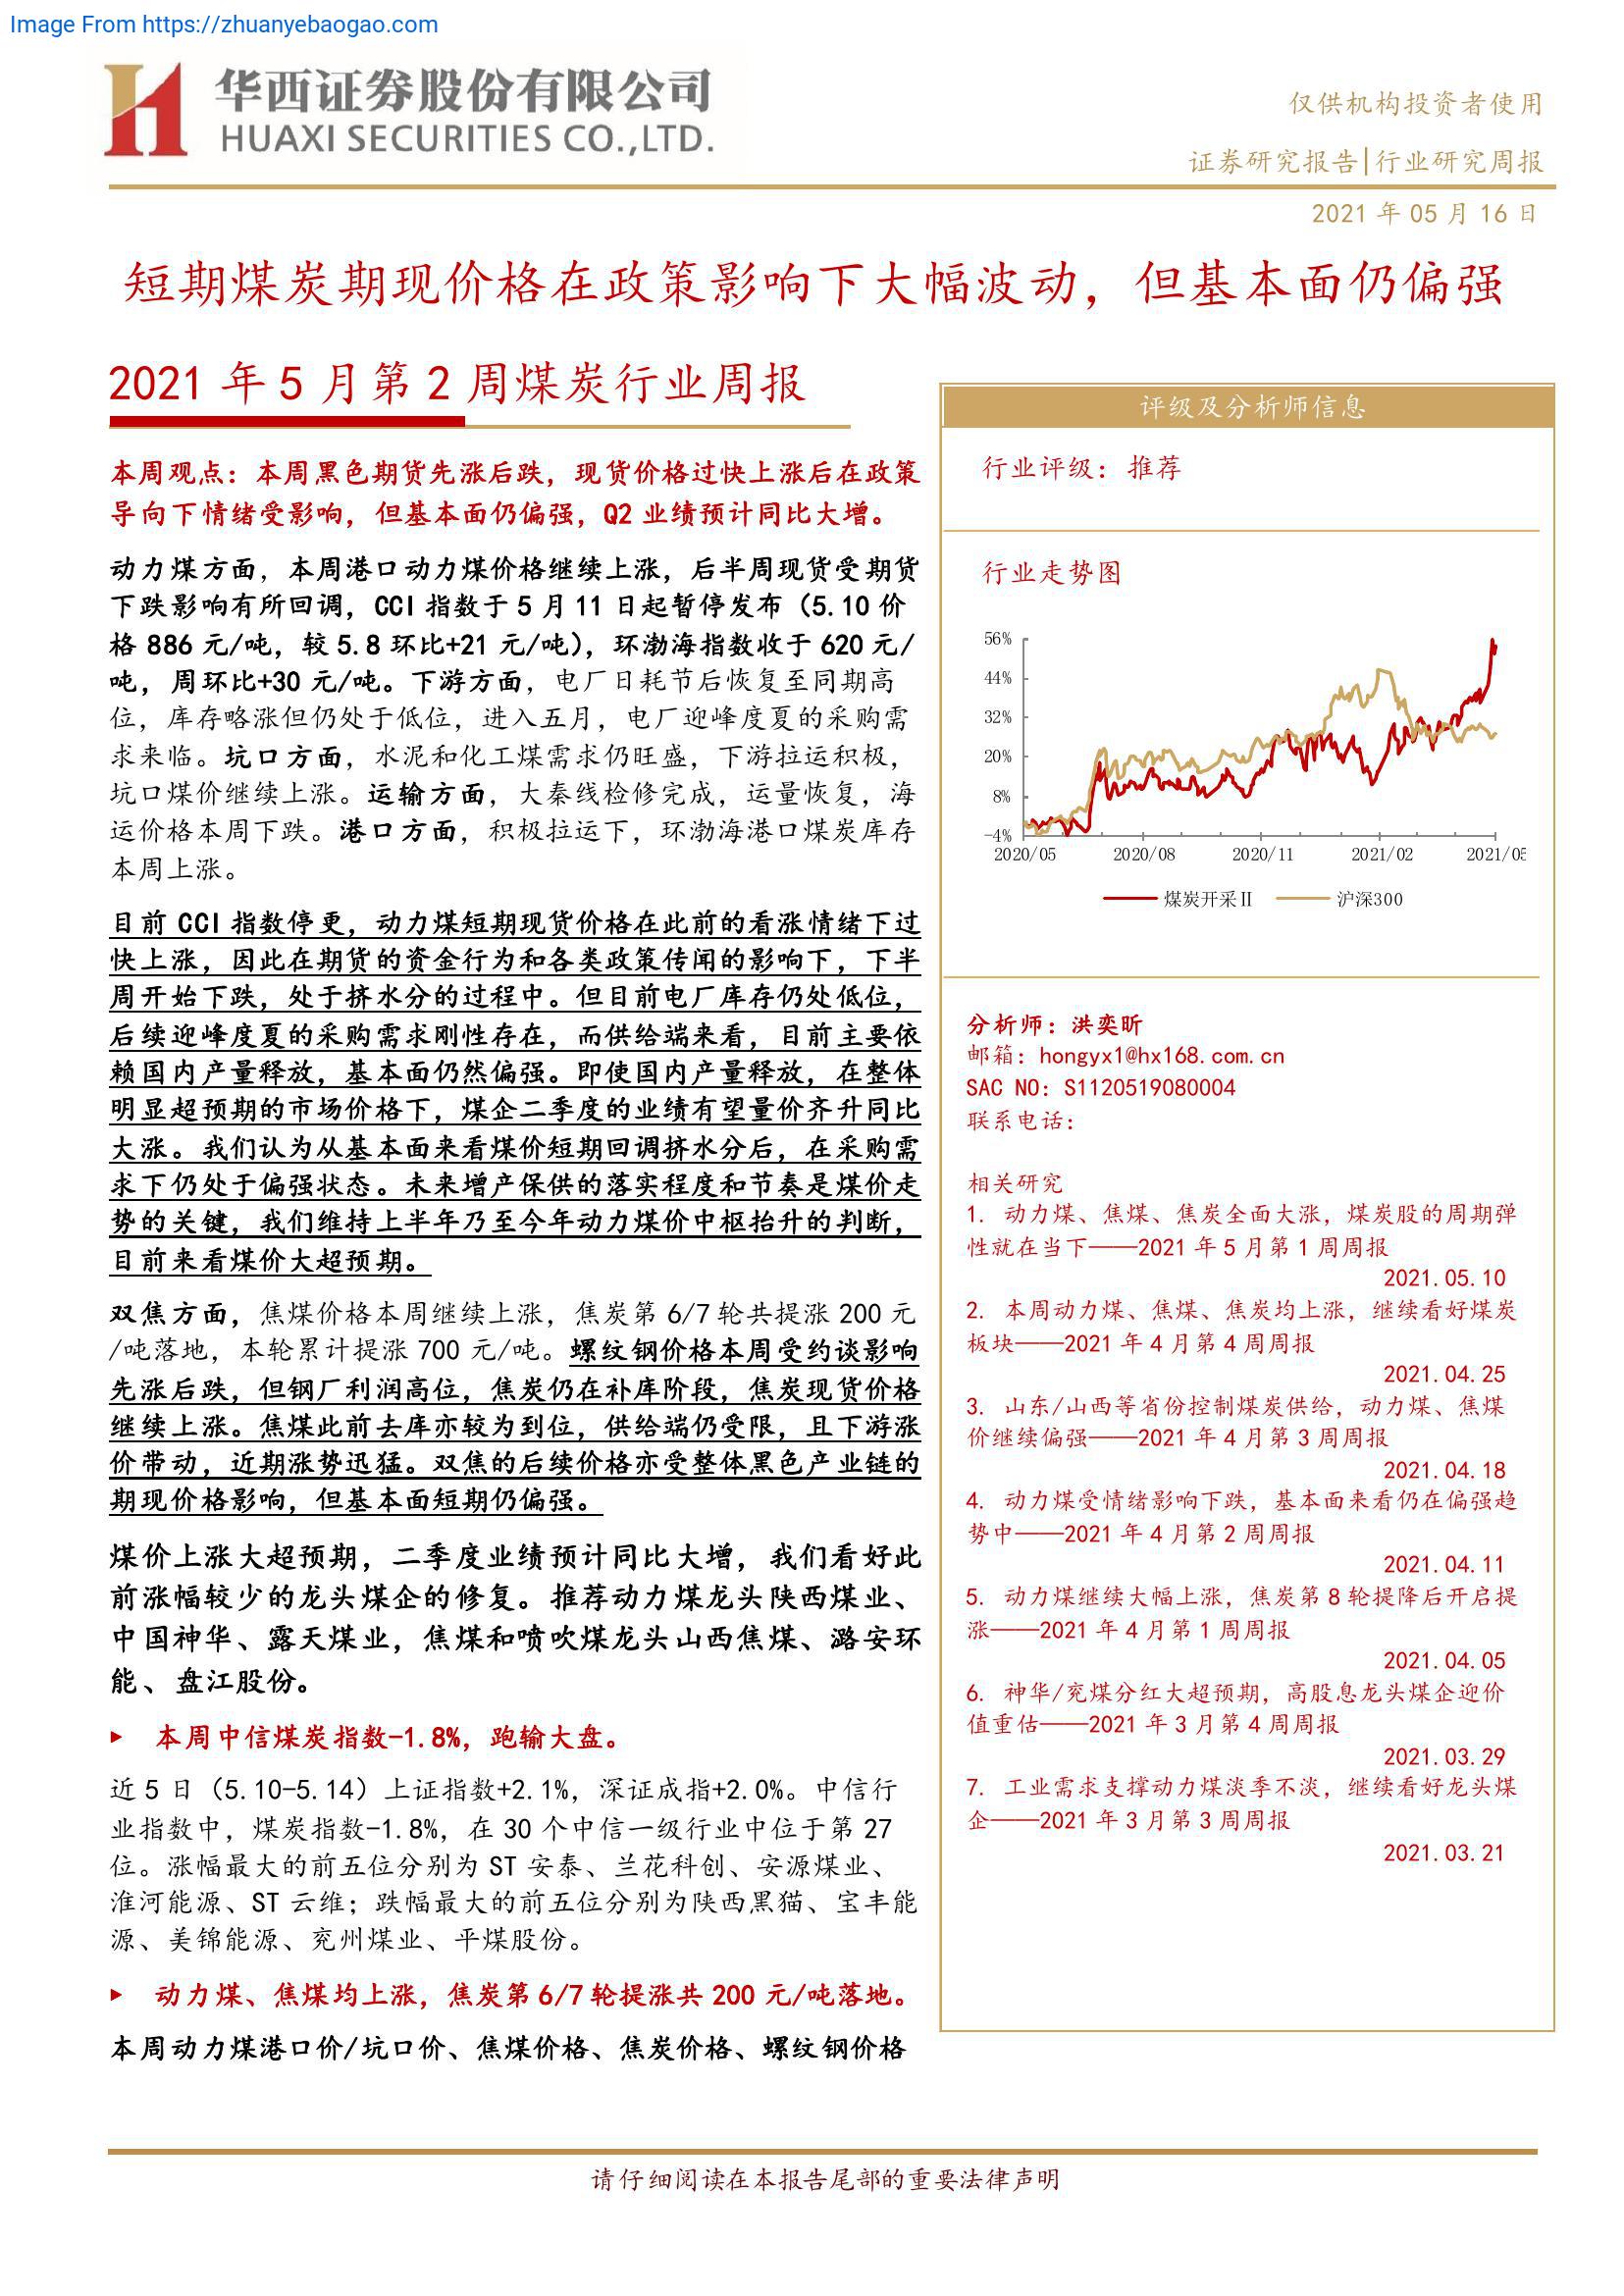 Image From https://zhuanyebaogao.com
华西证券股份有限公司
HUAXI SECURITIES CO.,LTD.
仅供机构投资者使用
证券研究报告|行业研究周报
2021 年 05 月 16 日
短期煤炭期现价格在政策影响下大幅波动，但基本面仍偏强
2021 年 5 月第 2 周煤炭行业周报
本周观点：本周黑色期货先涨后跌，现货价格过快上涨后在政策
导向下情绪受影响，但基本面仍偏强，Q2 业绩预计同比大增。
动力煤方面，本周港口动力煤价格继续上涨，后半周现货受期货
下跌影响有所回调，CCI 指数于 5 月 11 日起暂停发布（5.10 价
格 886 元/吨，较 5.8 环比+21 元/吨），环渤海指数收于 620 元/
吨，周环比+30 元/吨。下游方面，电厂日耗节后恢复至同期高
位，库存略涨但仍处于低位，进入五月，电厂迎峰度夏的采购需
求来临。坑口方面，水泥和化工煤需求仍旺盛，下游拉运积极，
坑口煤价继续上涨。运输方面，大秦线检修完成，运量恢复，海
运价格本周下跌。港口方面，积极拉运下，环渤海港口煤炭库存
本周上涨。
目前 CCI 指数停更，动力煤短期现货价格在此前的看涨情绪下过
快上涨，因此在期货的资金行为和各类政策传闻的影响下，下半
周开始下跌，处于挤水分的过程中。但目前电厂库存仍处低位，
后续迎峰度夏的采购需求刚性存在，而供给端来看，目前主要依
赖国内产量释放，基本面仍然偏强。即使国内产量释放，在整体
明显超预期的市场价格下，煤企二季度的业绩有望量价齐升同比
大涨。我们认为从基本面来看煤价短期回调挤水分后，在采购需
求下仍处于偏强状态。未来增产保供的落实程度和节奏是煤价走
势的关键，我们维持上半年乃至今年动力煤价中枢抬升的判断，
目前来看煤价大超预期。
双焦方面，焦煤价格本周继续上涨，焦炭第 6/7 轮共提涨 200 元
/吨落地，本轮累计提涨 700 元/吨。螺纹钢价格本周受约谈影响
先涨后跌，但钢厂利润高位，焦炭仍在补库阶段，焦炭现货价格
继续上涨。焦煤此前去库亦较为到位，供给端仍受限，且下游涨
价带动，近期涨势迅猛。双焦的后续价格亦受整体黑色产业链的
期现价格影响，但基本面短期仍偏强。
煤价上涨大超预期，二季度业绩预计同比大增，我们看好此
前涨幅较少的龙头煤企的修复。推荐动力煤龙头陕西煤业、
中国神华、露天煤业，焦煤和喷吹煤龙头山西焦煤、潞安环
能、盘江股份。
▸ 本周中信煤炭指数-1.8%，跑输大盘。
近 5 日（5.10-5.14）上证指数+2.1%，深证成指+2.0%。中信行
业指数中，煤炭指数-1.8%，在 30 个中信一级行业中位于第 27
位。涨幅最大的前五位分别为 ST 安泰、兰花科创、安源煤业、
淮河能源、ST 云维；跌幅最大的前五位分别为陕西黑猫、宝丰能
源、美锦能源、兖州煤业、平煤股份。
▸ 动力煤、焦煤均上涨，焦炭第 6/7 轮提涨共 200 元/吨落地。
本周动力煤港口价/坑口价、焦煤价格、焦炭价格、螺纹钢价格
评级及分析师信息
行业评级：推荐
行业走势图
56%
44%
32%
20%
8%
-4%
2020/05 2020/08 2020/11 2021/02 2021/05
煤炭开采Ⅱ 沪深300
分析师：洪奕昕
邮箱：hongyx1@hx168.com.cn
SAC NO：S1120519080004
联系电话：
相关研究
1. 动力煤、焦煤、焦炭全面大涨，煤炭股的周期弹
性就在当下——2021 年 5 月第 1 周周报
2021.05.10
2. 本周动力煤、焦煤、焦炭均上涨，继续看好煤炭
板块——2021 年 4 月第 4 周周报
2021.04.25
3. 山东/山西等省份控制煤炭供给，动力煤、焦煤
价继续偏强——2021 年 4 月第 3 周周报
2021.04.18
4. 动力煤受情绪影响下跌，基本面来看仍在偏强趋
势中——2021 年 4 月第 2 周周报
2021.04.11
5. 动力煤继续大幅上涨，焦炭第 8 轮提降后开启提
涨——2021 年 4 月第 1 周周报
2021.04.05
6. 神华/兖煤分红大超预期，高股息龙头煤企迎价
值重估——2021 年 3 月第 4 周周报
2021.03.29
7. 工业需求支撑动力煤淡季不淡，继续看好龙头煤
企——2021 年 3 月第 3 周周报
2021.03.21
请仔细阅读在本报告尾部的重要法律声明